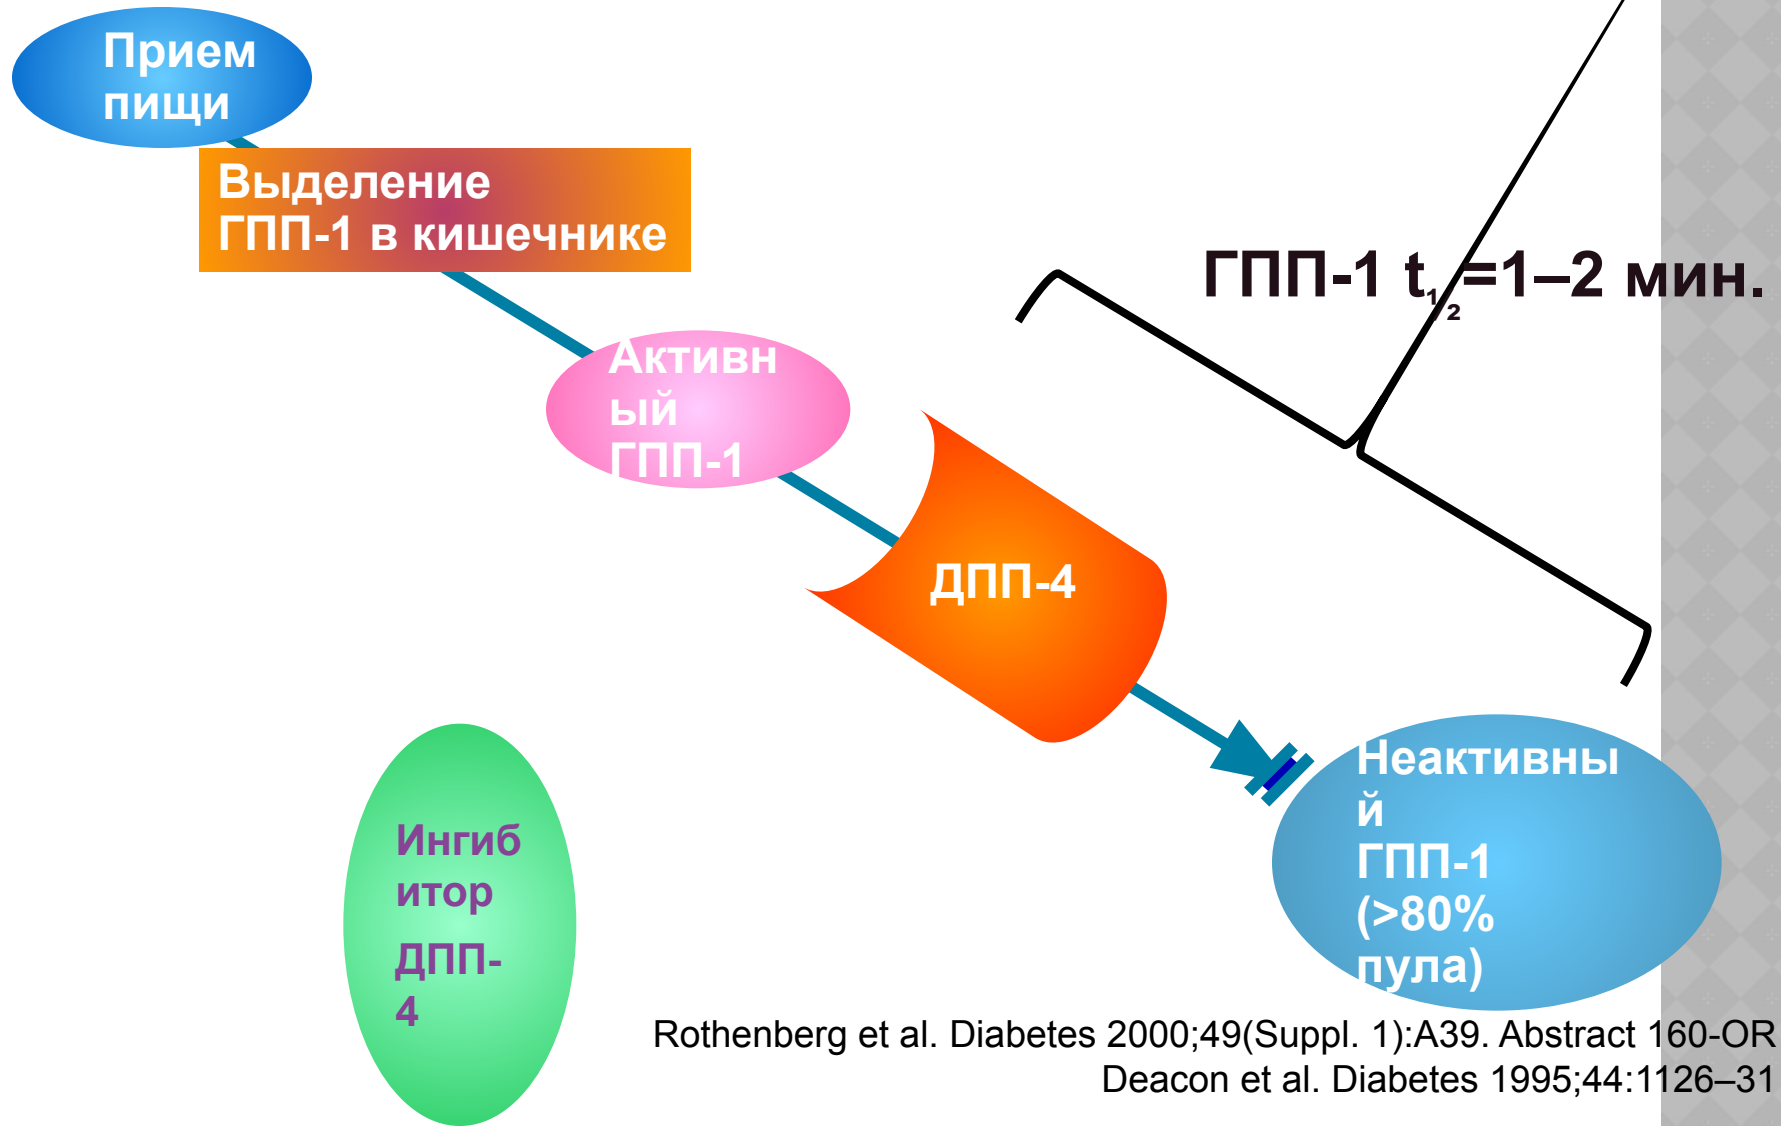 Прием
пищи
Выделение
ГПП-1 в кишечнике
ГПП-1 t₁/₂=1–2 мин.
Активн
ый
ГПП-1
ДПП-4
Неактивны
й
ГПП-1
(>80%
пула)
Ингиб
итор
ДПП-
4
Rothenberg et al. Diabetes 2000;49(Suppl. 1):A39. Abstract 160-OR
Deacon et al. Diabetes 1995;44:1126–31